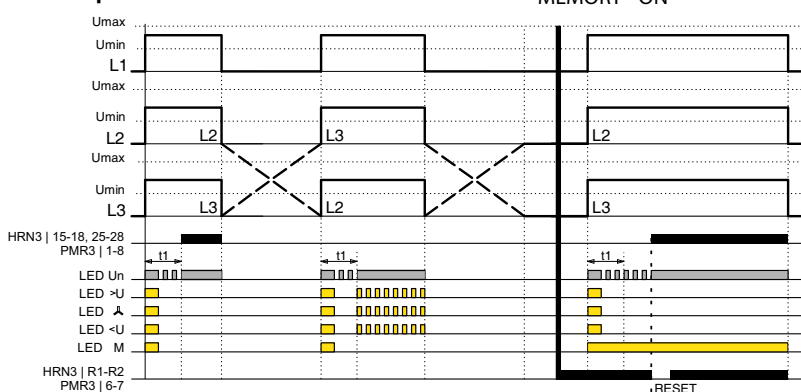 MEMORY - ON
Umax
Umin
L1
Umax
Umin
L2
L2
L3
L2
Umax
Umin
L3
L3
L2
L3
HRN3 | 15-18, 25-28
PMR3 | 1-8
t1
t1
t1
LED Un
LED >U
LED
LED <U
LED M
HRN3 | R1-R2
PMR3 | 6-7
RESET